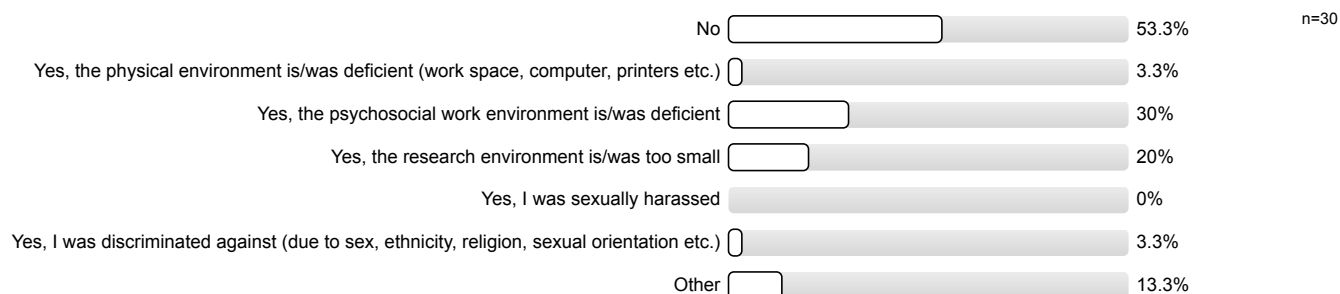 No 53.3% n=30
Yes, the physical environment is/was deficient (work space, computer, printers etc.) 3.3%
Yes, the psychosocial work environment is/was deficient 30%
Yes, the research environment is/was too small 20%
Yes, I was sexually harassed 0%
Yes, I was discriminated against (due to sex, ethnicity, religion, sexual orientation etc.) 3.3%
Other 13.3%